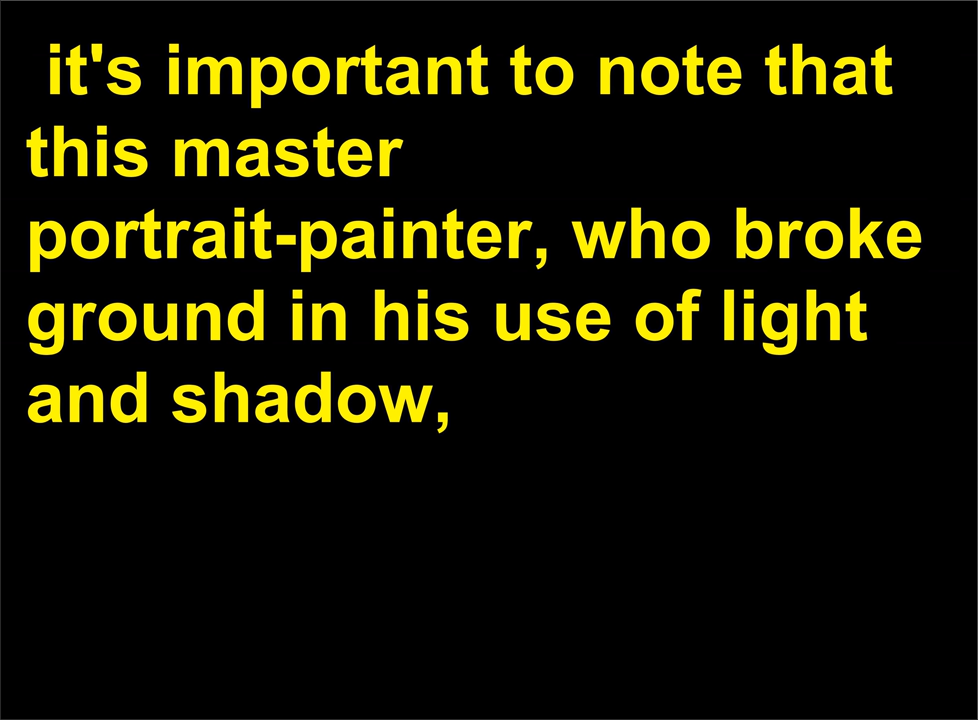 it's important to note that
this master
portrait-painter, who broke
ground in his use of light
and shadow,